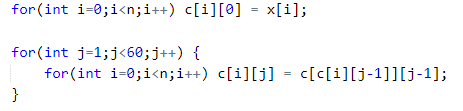 for(int i=0;i<n;i++) c[i][0] = x[i];

for(int j=1;j<60;j++) {
    for(int i=0;i<n;i++) c[i][j] = c[c[i][j-1]][j-1];
}